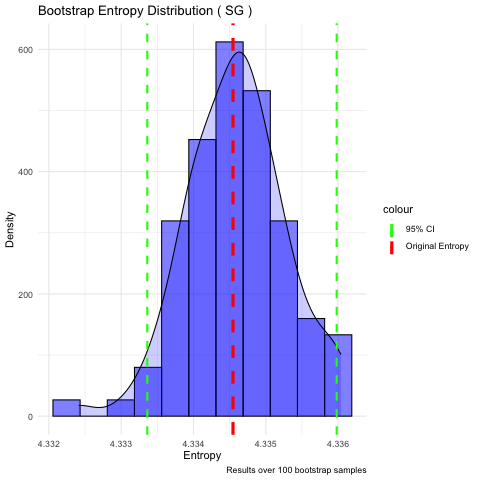 Bootstrap Entropy Distribution ( SG )
600
400
200
0
Density
4.332 4.333 4.334 4.335 4.336
Entropy
colour
95% CI
Original Entropy
Results over 100 bootstrap samples